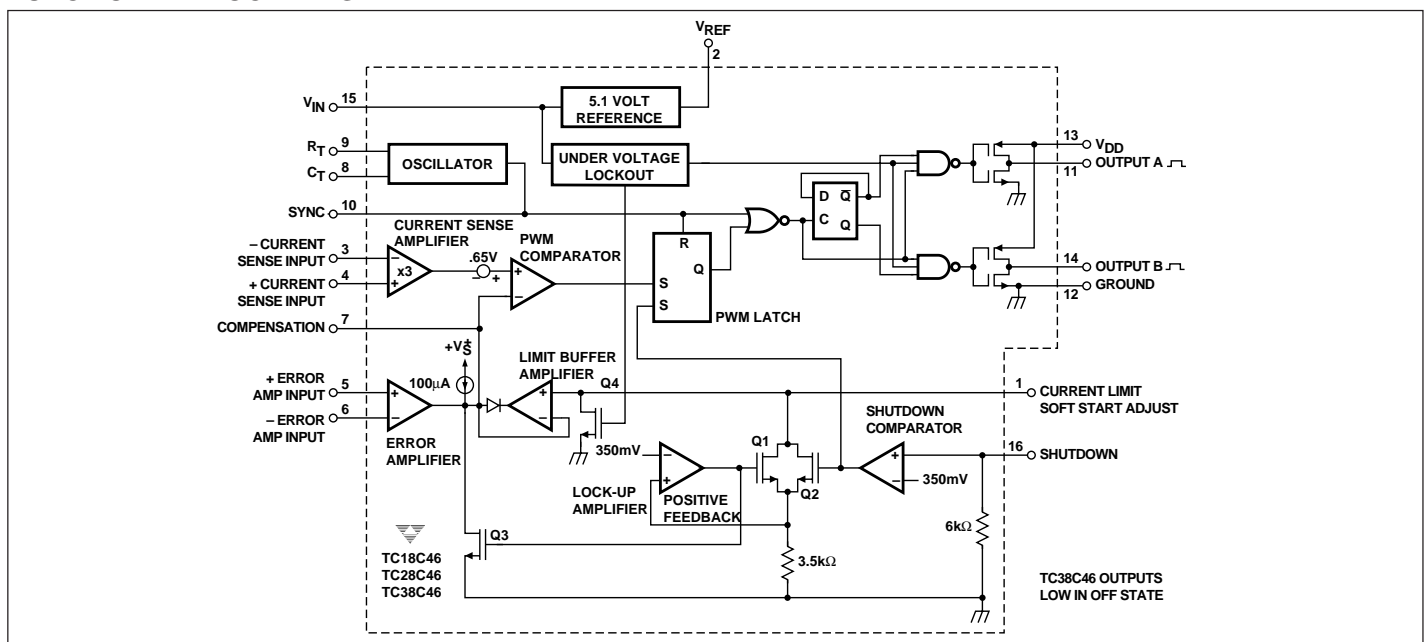 VREF
2
VIN 15
5.1 VOLT
REFERENCE
RT 9
CT 8
OSCILLATOR
UNDER VOLTAGE
LOCKOUT
13
VDD
OUTPUT A
11
SYNC 10
D Q̅
C Q
CURRENT SENSE
AMPLIFIER
– CURRENT
SENSE INPUT
3
–
x3
+
+ CURRENT
SENSE INPUT
4
.65V
– +
PWM
COMPARATOR
+
–
R
Q
S
S
PWM LATCH
14
OUTPUT B
GROUND
12
COMPENSATION 7
+VS+
100µA
LIMIT BUFFER
AMPLIFIER
+
–
Q4
1
CURRENT LIMIT
SOFT START ADJUST
+ ERROR
AMP INPUT
5
+
–
– ERROR
AMP INPUT
6
ERROR
AMPLIFIER
350mV
–
+
LOCK-UP
AMPLIFIER
POSITIVE
FEEDBACK
Q1
Q2
SHUTDOWN
COMPARATOR
+
–
350mV
16
SHUTDOWN
6kΩ
Q3
3.5kΩ
TC18C46
TC28C46
TC38C46
TC38C46 OUTPUTS
LOW IN OFF STATE